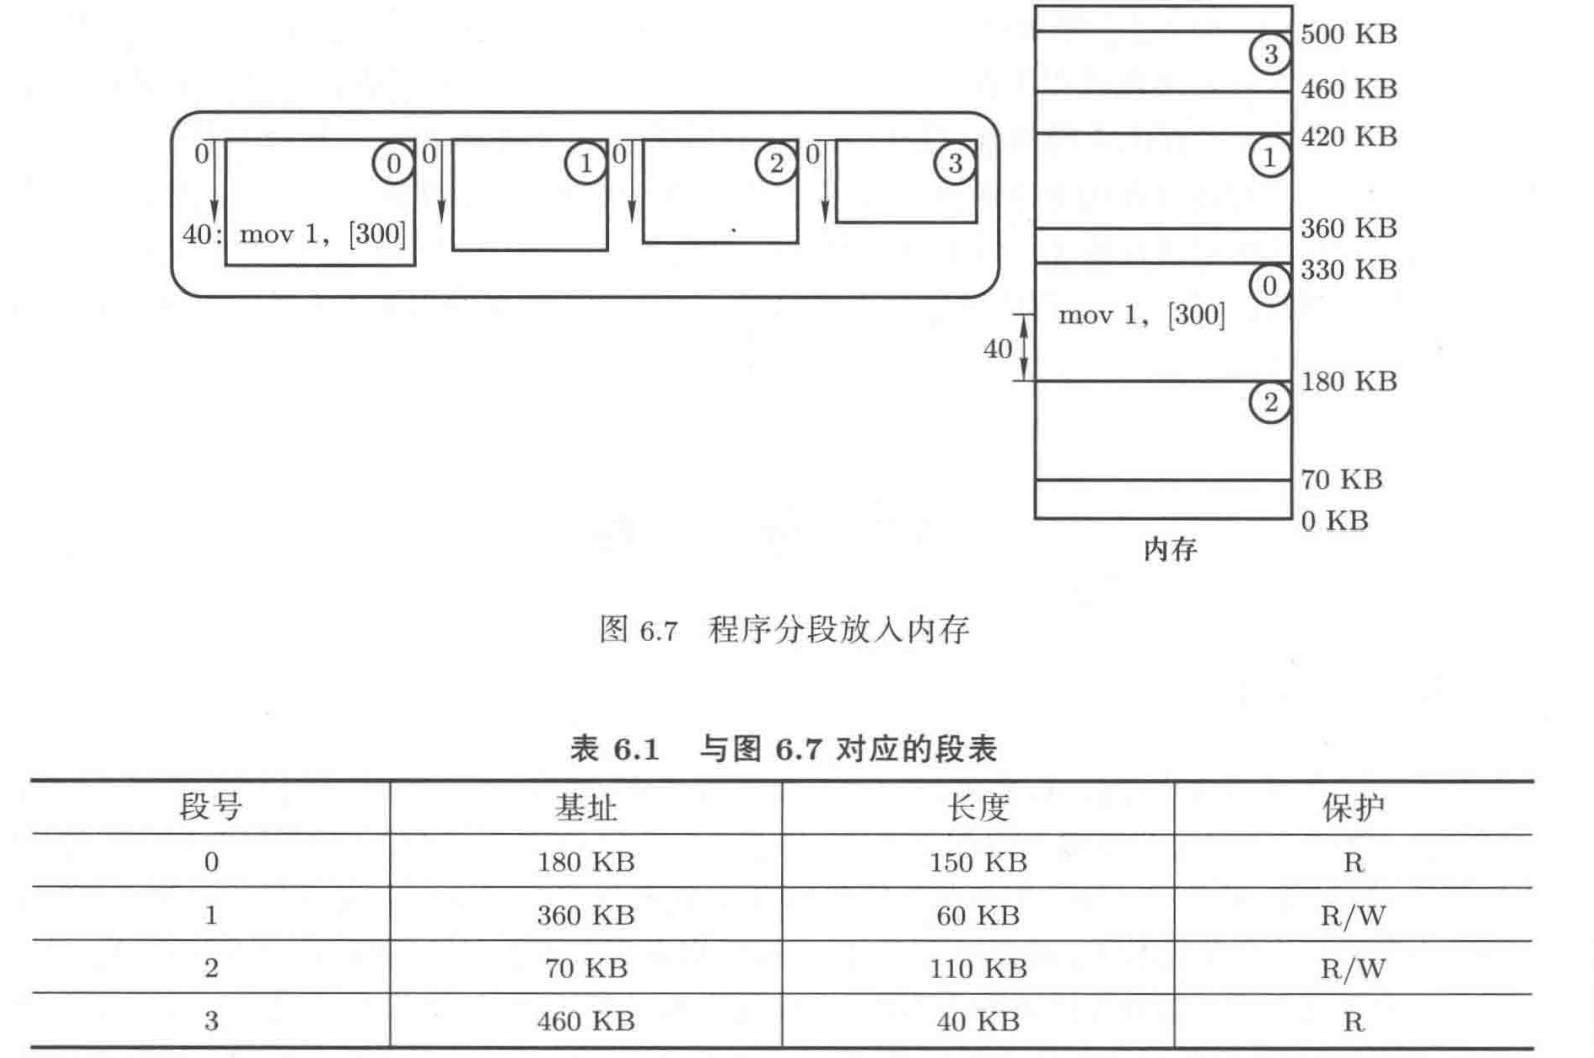 0
0
0
0
0
1
2
3
40:
mov 1, [300]
500 KB
3
460 KB
420 KB
1
360 KB
330 KB
0
mov 1, [300]
40
180 KB
2
70 KB
0 KB
内存
图 6.7 程序分段放入内存
表 6.1 与图 6.7 对应的段表
段号 基址 长度 保护
0 180 KB 150 KB R
1 360 KB 60 KB R/W
2 70 KB 110 KB R/W
3 460 KB 40 KB R